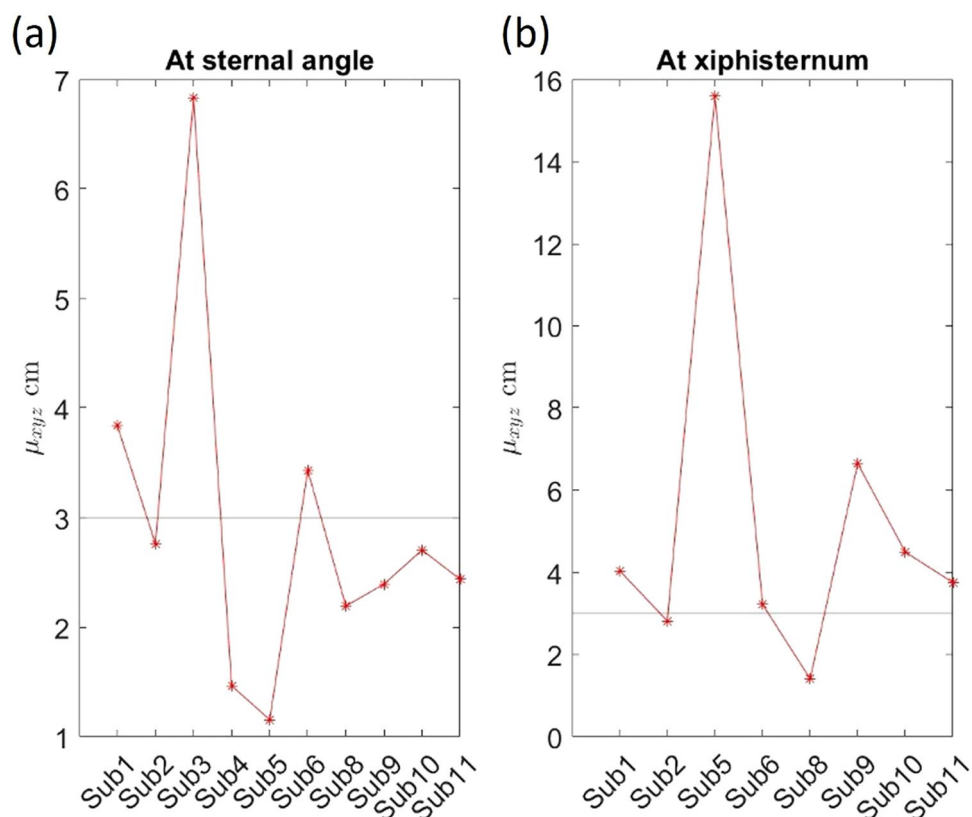 (a)
At sternal angle
7
6
5
4
3
2
1
μxyz cm
Sub1
Sub2
Sub3
Sub4
Sub5
Sub6
Sub8
Sub9
Sub10
Sub11
(b)
At xiphisternum
16
14
12
10
8
6
4
2
0
μxyz cm
Sub1
Sub2
Sub5
Sub6
Sub8
Sub9
Sub10
Sub11